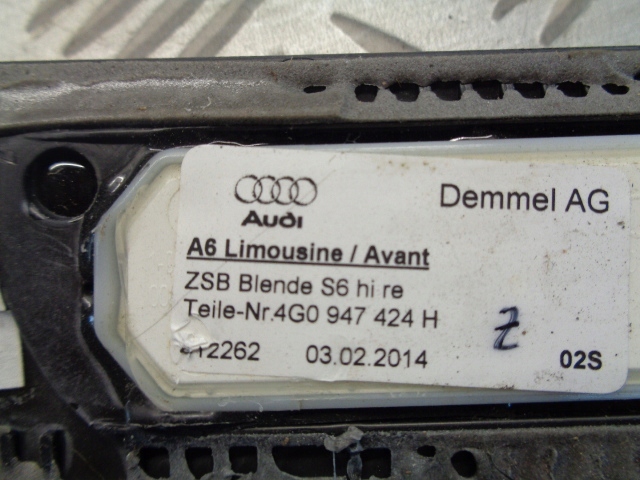 Audi
Demmel AG
A6 Limousine / Avant
ZSB Blende S6 hi re
Teile-Nr.4G0 947 424 H
03.02.2014
02S